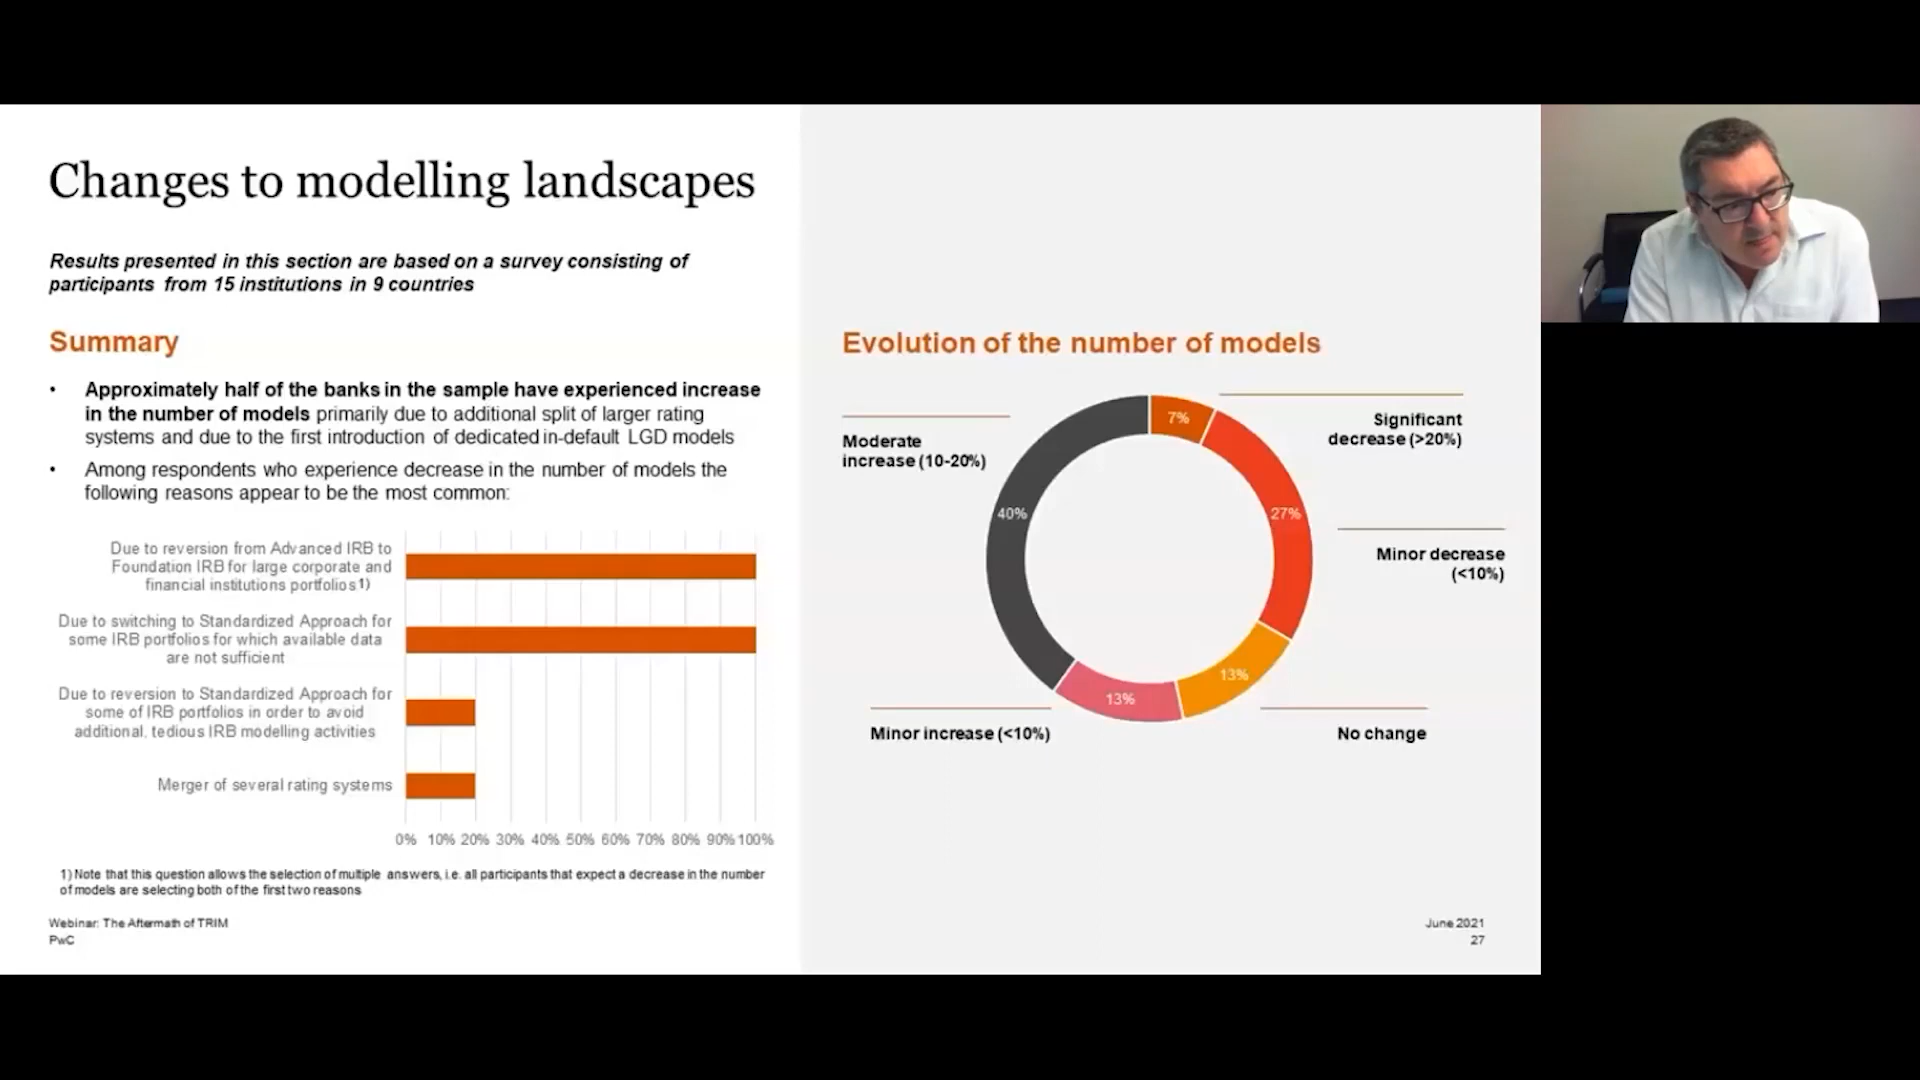 Changes to modelling landscapes
Results presented in this section are based on a survey consisting of
participants from 15 institutions in 9 countries
Summary
• Approximately half of the banks in the sample have experienced increase
in the number of models primarily due to additional split of larger rating
systems and due to the first introduction of dedicated in-default LGD models
• Among respondents who experience decrease in the number of models the
following reasons appear to be the most common:
Due to reversion from Advanced IRB to
Foundation IRB for large corporate and
financial institutions portfolios 1)
Due to switching to Standardized Approach for
some IRB portfolios for which available data
are not sufficient
Due to reversion to Standardized Approach for
some of IRB portfolios in order to avoid
additional. tedious IRB modelling activities
Merger of several rating systems
0% 10% 20% 30% 40% 50% 60% 70% 80% 90% 100%
1) Note that this question allows the selection of multiple answers, i.e. all participants that expect a decrease in the number
of models are selecting both of the first two reasons
Webinar: The Aftermath of TRIM
PwC
Evolution of the number of models
Moderate
increase (10-20%)
40%
7%
Significant
decrease (>20%)
27%
Minor decrease
(<10%)
13%
No change
13%
Minor increase (<10%)
June 2021
27